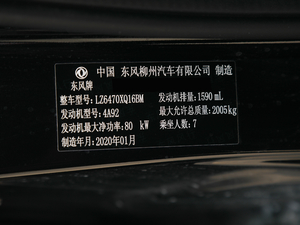 中国 东风柳州汽车有限公司 制造
东风牌
整车型号: LZ6470XQ16BM 发动机排量: 1590 mL
发动机型号: 4A92 最大允许总质量: 2005kg
发动机最大净功率: 80 kW 乘坐人数: 7
制造年月: 2020年01月